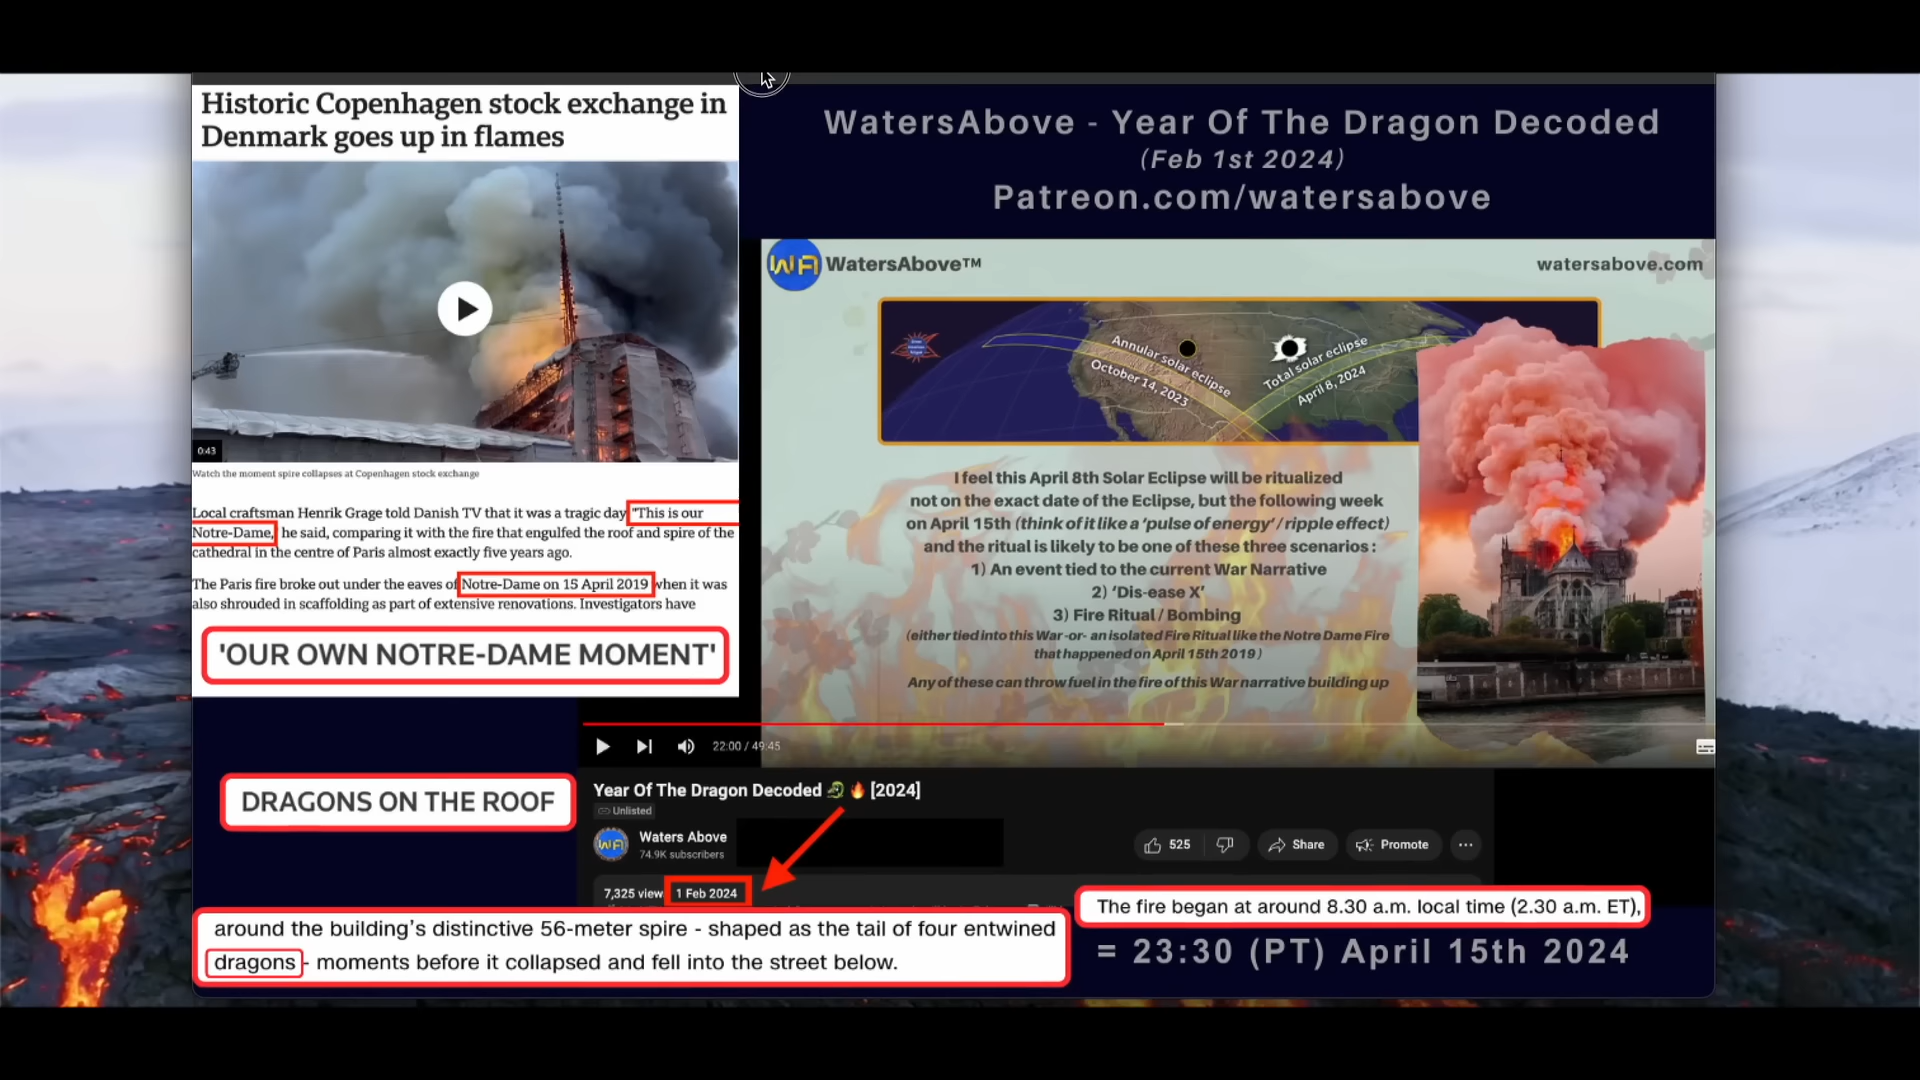 Historic Copenhagen stock exchange in
Denmark goes up in flames
0:43
Watch the moment spire collapses at Copenhagen stock exchange
Local craftsman Henrik Grage told Danish TV that it was a tragic day "This is our
Notre-Dame, he said, comparing it with the fire that engulfed the roof and spire of the
cathedral in the centre of Paris almost exactly five years ago.
The Paris fire broke out under the eaves of Notre-Dame on 15 April 2019 when it was
also shrouded in scaffolding as part of extensive renovations. Investigators have
'OUR OWN NOTRE-DAME MOMENT'
WatersAbove - Year Of The Dragon Decoded
(Feb 1st 2024)
Patreon.com/watersabove
WA WatersAbove™
watersabove.com
Annular solar eclipse
October 14, 2023
Total solar eclipse
April 8, 2024
I feel this April 8th Solar Eclipse will be ritualized
not on the exact date of the Eclipse, but the following week
on April 15th (think of it like a 'pulse of energy' / ripple effect)
and the ritual is likely to be one of these three scenarios :
1) An event tied to the current War Narrative
2) 'Dis-ease X'
3) Fire Ritual / Bombing
(either tied into this War -or- an isolated Fire Ritual like the Notre Dame Fire
that happened on April 15th 2019)
Any of these can throw fuel in the fire of this War narrative building up
22:00 / 49:45
DRAGONS ON THE ROOF
Year Of The Dragon Decoded 🐉 🔥 [2024]
Unlisted
WA
Waters Above
74.9K subscribers
525
Share
Promote
7,325 view
1 Feb 2024
around the building's distinctive 56-meter spire - shaped as the tail of four entwined
dragons - moments before it collapsed and fell into the street below.
The fire began at around 8.30 a.m. local time (2.30 a.m. ET),
= 23:30 (PT) April 15th 2024